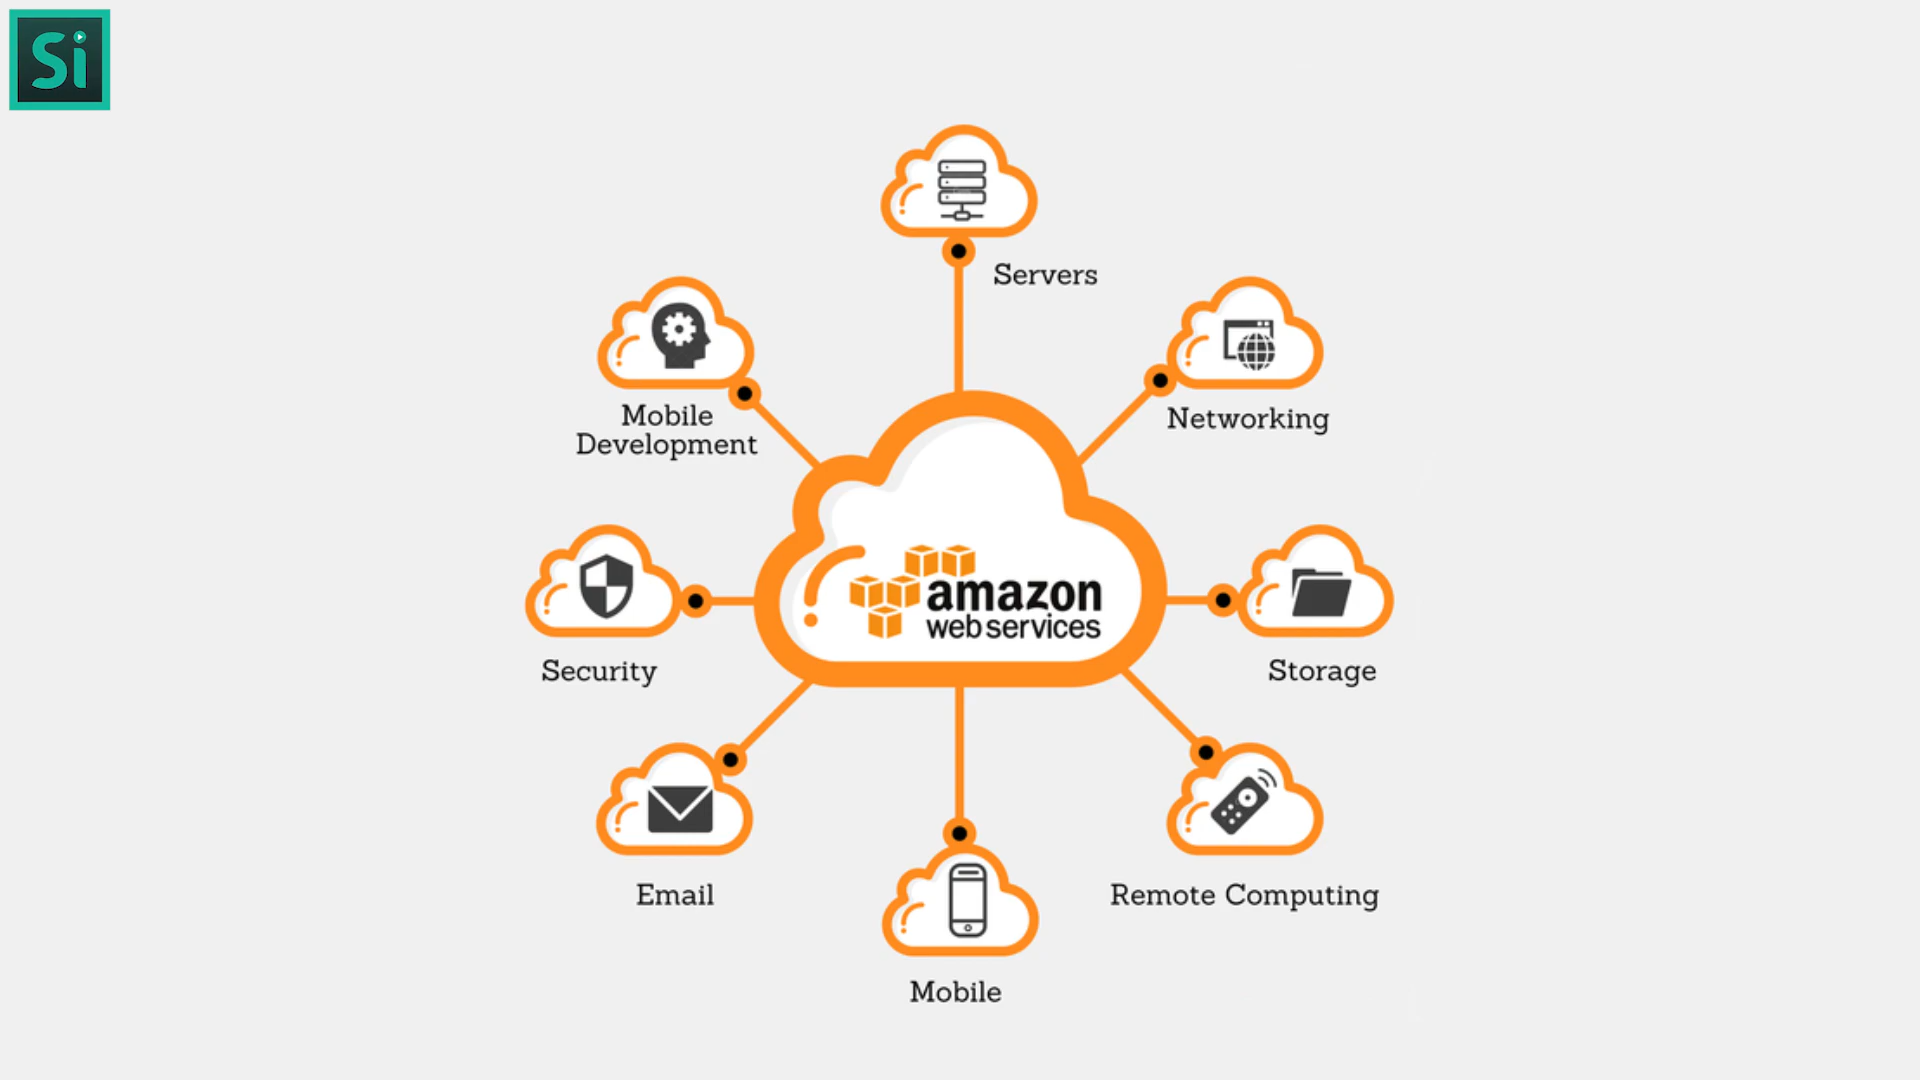 Si
Servers
Mobile
Development
Networking
amazon
web services
Security
Storage
Email
Remote Computing
Mobile